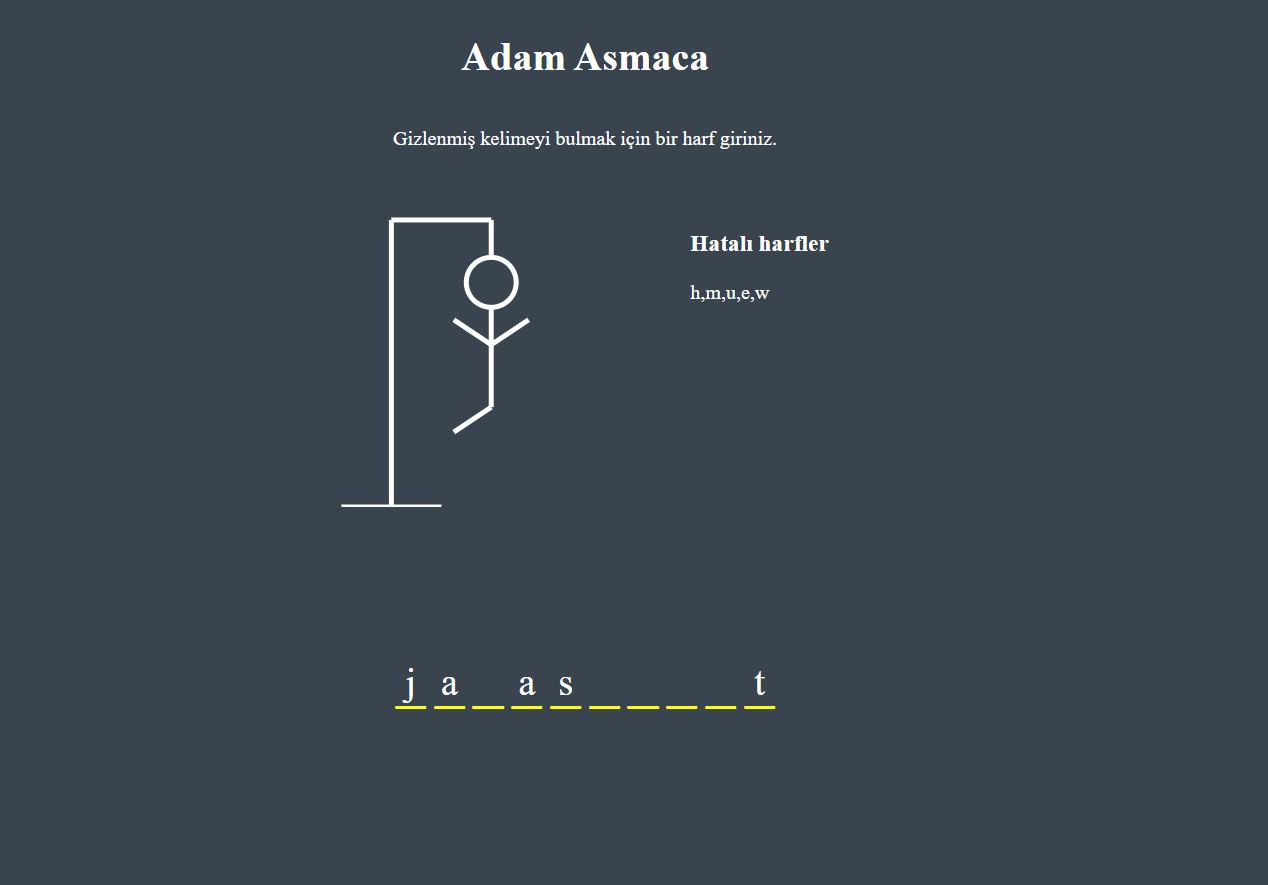 Adam Asmaca
Gizlenmiş kelimeyi bulmak için bir harf giriniz.
Hatalı harfler
h,m,u,e,w
j a _ a s _ _ _ _ t